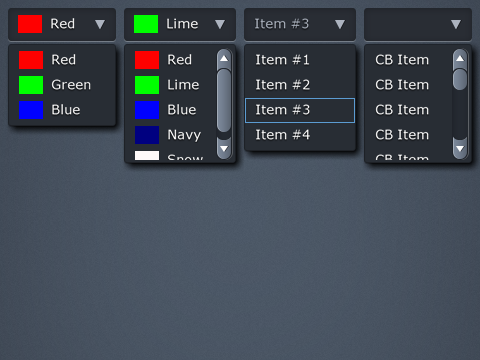 Red
Lime
Item #3
Red
Green
Blue
Red
Lime
Blue
Navy
Snow
Item #1
Item #2
Item #3
Item #4
CB Item
CB Item
CB Item
CB Item
CB Item